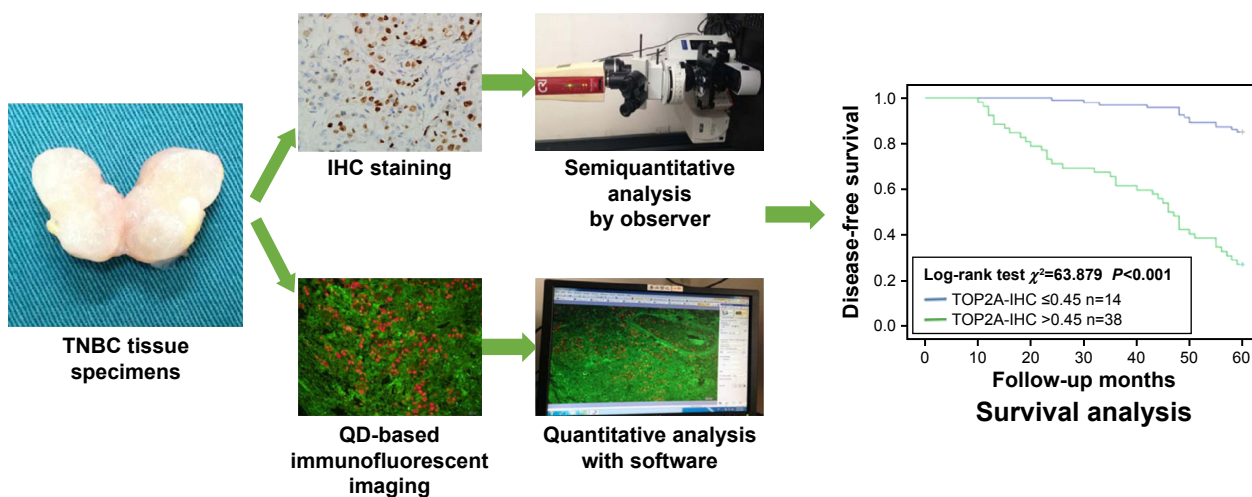 TNBC tissue
specimens
IHC staining
Semiquantitative
analysis
by observer
QD-based
immunofluorescent
imaging
Quantitative analysis
with software
Disease-free survival
1.0
0.8
0.6
0.4
0.2
0.0
Log-rank test χ²=63.879 P<0.001
TOP2A-IHC ≤0.45 n=14
TOP2A-IHC >0.45 n=38
0 10 20 30 40 50 60
Follow-up months
Survival analysis